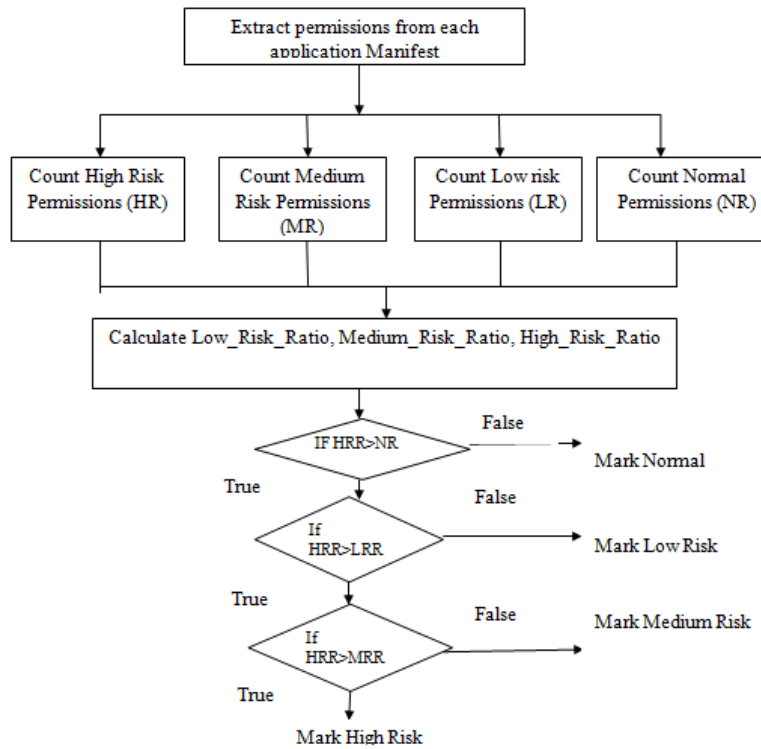 Extract permissions from each
application Manifest
Count High Risk
Permissions (HR)
Count Medium
Risk Permissions
(MR)
Count Low risk
Permissions (LR)
Count Normal
Permissions (NR)
Calculate Low_Risk_Ratio, Medium_Risk_Ratio, High_Risk_Ratio
IF HRR>NR
False
Mark Normal
True
If
HRR>LRR
False
Mark Low Risk
True
If
HRR>MRR
False
Mark Medium Risk
True
Mark High Risk